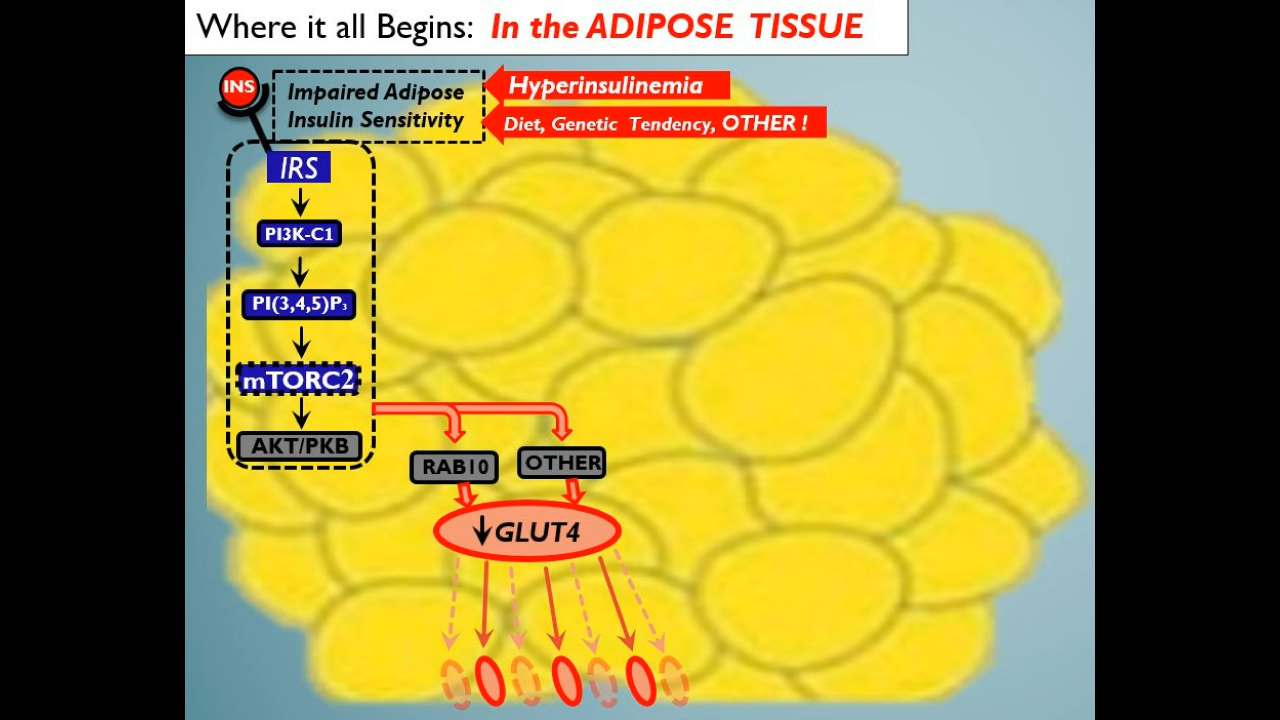 Where it all Begins: In the ADIPOSE TISSUE
INS
Impaired Adipose
Insulin Sensitivity
Hyperinsulinemia
Diet, Genetic Tendency, OTHER !
IRS
PI3K-C1
PI(3,4,5)P₃
mTORC2
AKT/PKB
RAB10
OTHER
GLUT4